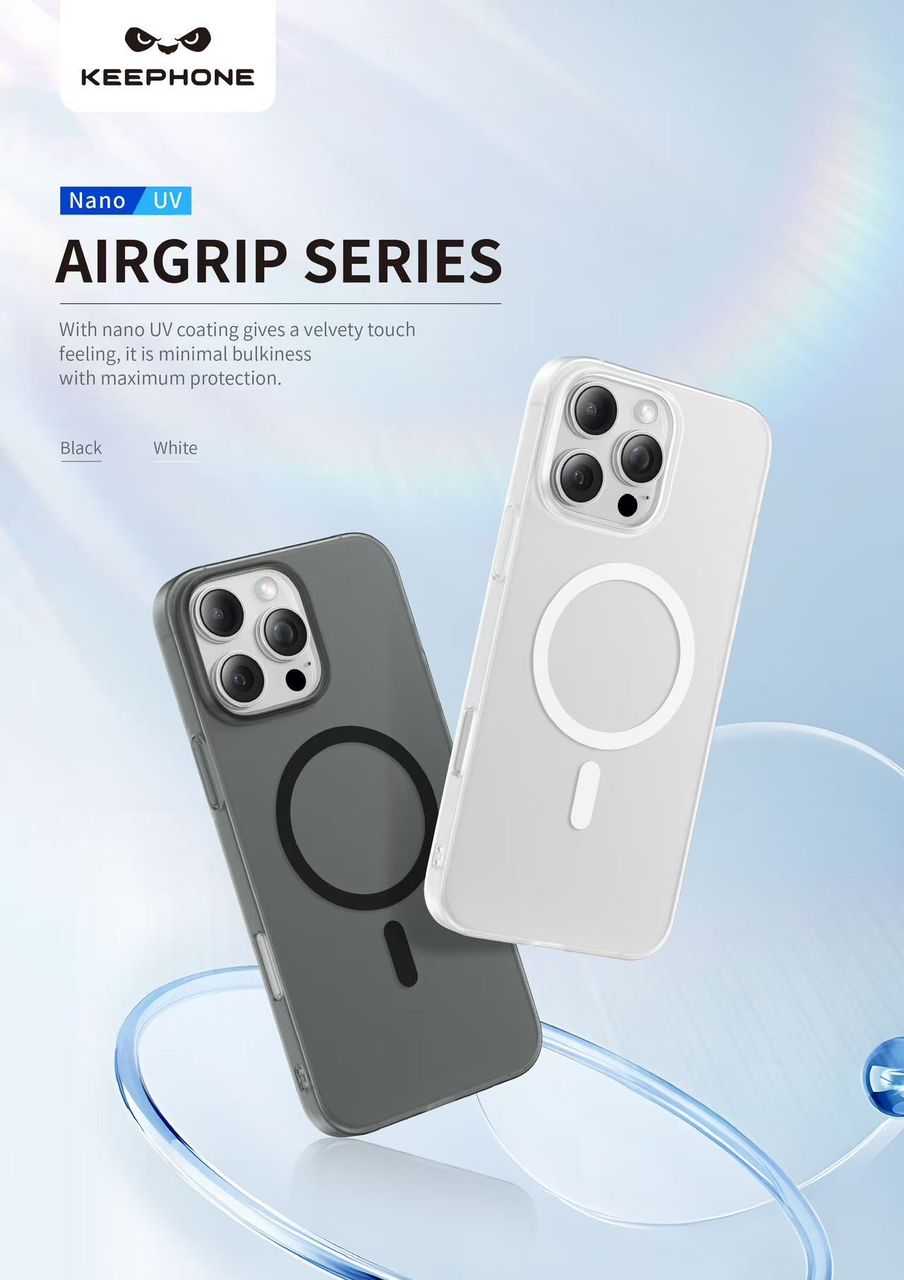 KEEPHONE
Nano UV
AIRGRIP SERIES
With nano UV coating gives a velvety touch
feeling, it is minimal bulkiness
with maximum protection.
Black White